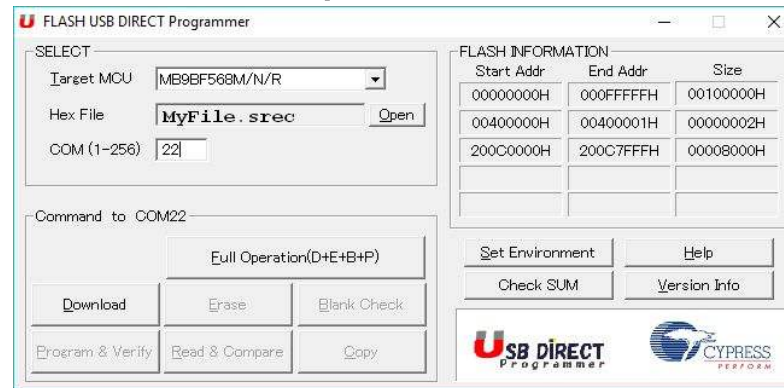 FLASH USB DIRECT Programmer
SELECT
Target MCU MB9BF568M/N/R
Hex File MyFile.srec Open
COM (1-256) 22
FLASH INFORMATION
Start Addr End Addr Size
00000000H 000FFFFFH 00100000H
00400000H 00400001H 00000002H
200C0000H 200C7FFFH 00008000H
Command to COM22
Full Operation(D+E+B+P)
Download Erase Blank Check
Program & Verify Read & Compare Copy
Set Environment Help
Check SUM Version Info
USB DIRECT
Programmer
CYPRESS
PERFORM